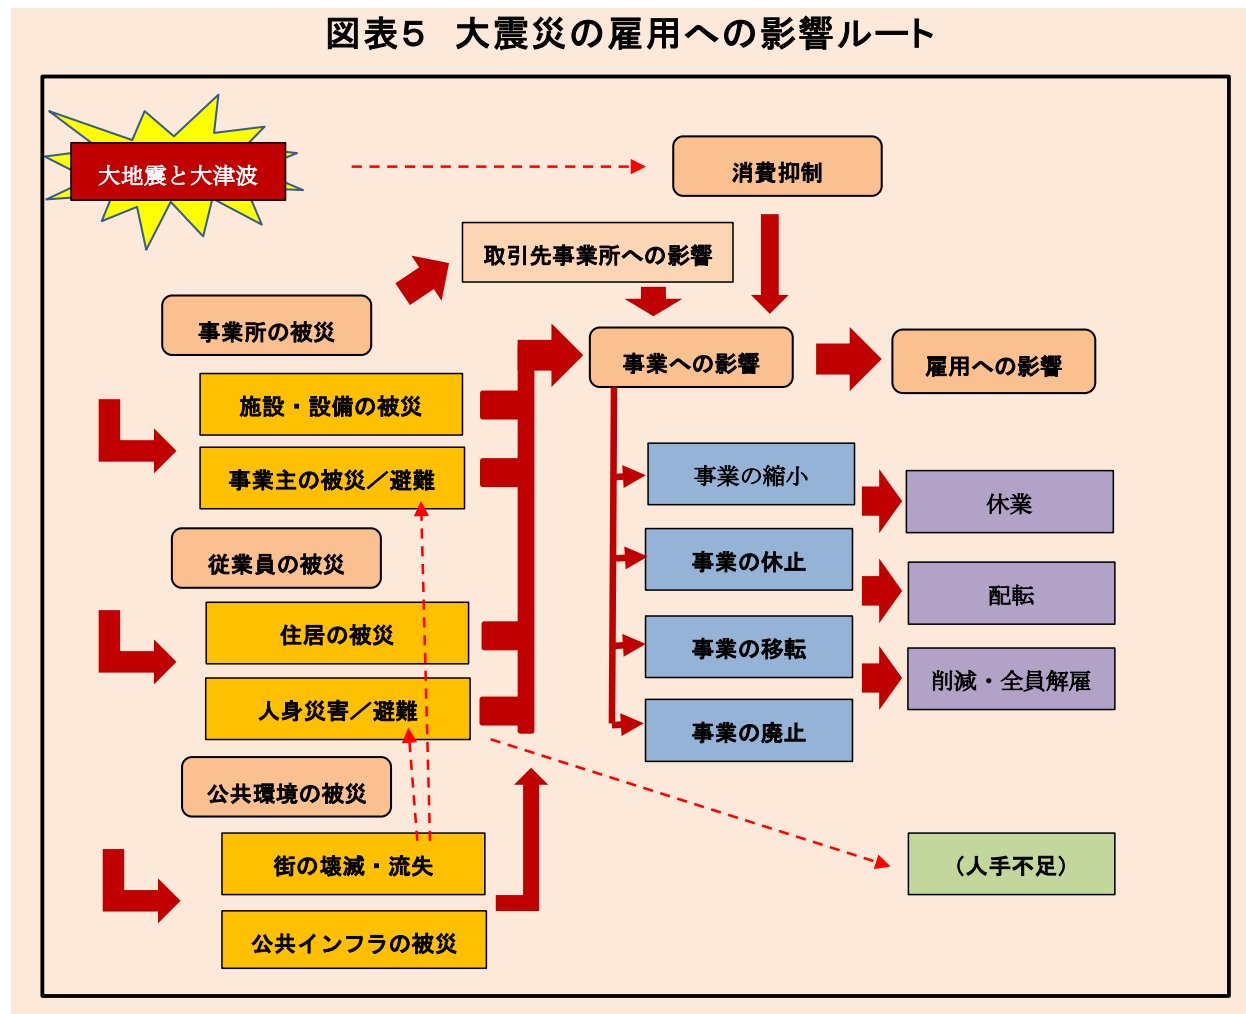 図表５　大震災の雇用への影響ルート
大地震と大津波
消費抑制
取引先事業所への影響
事業所の被災
事業への影響
雇用への影響
施設・設備の被災
事業主の被災／避難
事業の縮小
休業
従業員の被災
事業の休止
配転
住居の被災
事業の移転
削減・全員解雇
人身災害／避難
事業の廃止
公共環境の被災
街の壊滅・流失
（人手不足）
公共インフラの被災